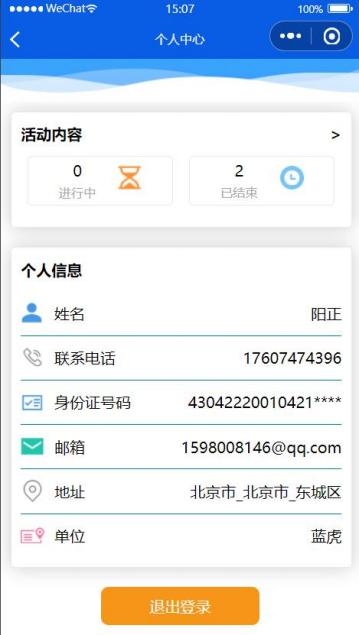 WeChat 15:07 100%
个人中心
活动内容 >
0 2
进行中 已结束
个人信息
姓名 阳正
联系电话 17607474396
身份证号码 43042220010421****
邮箱 1598008146@qq.com
地址 北京市_北京市_东城区
单位 蓝虎
退出登录